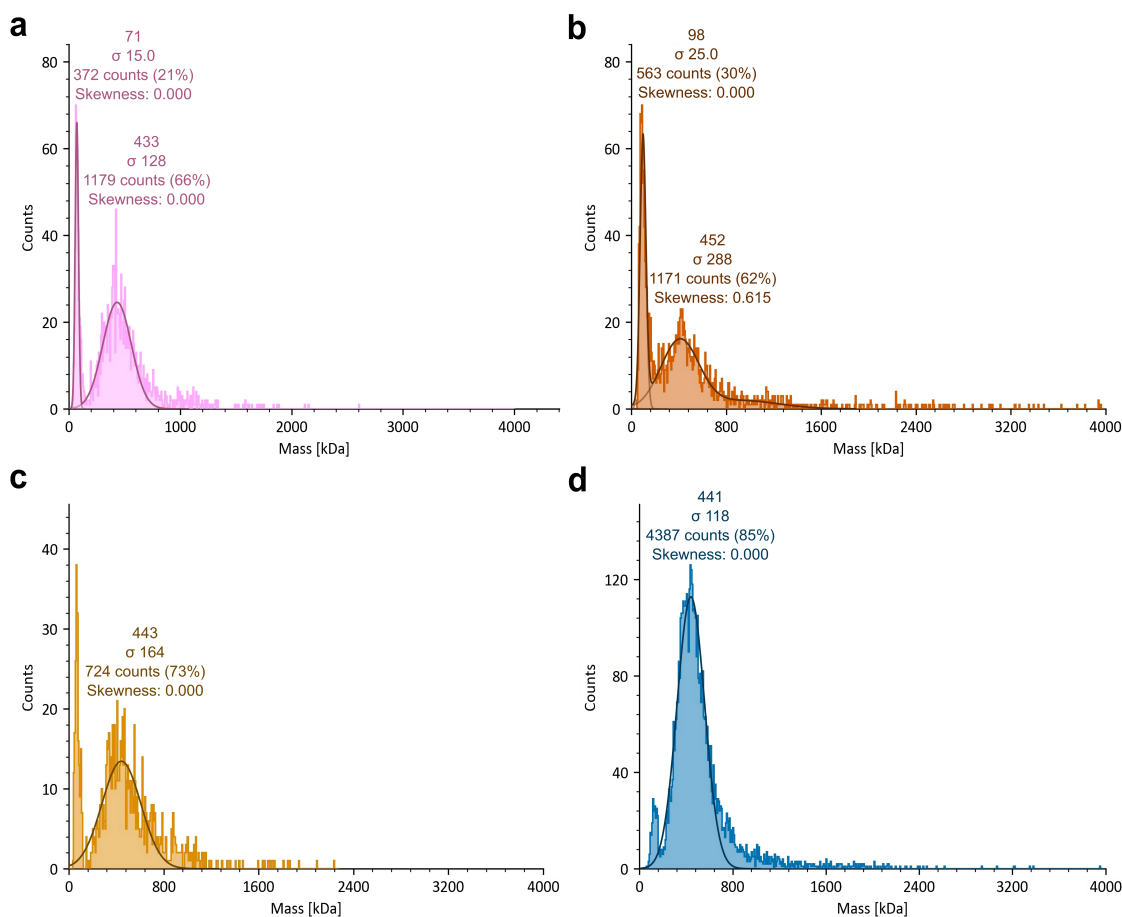 a
71
σ 15.0
372 counts (21%)
Skewness: 0.000
433
σ 128
1179 counts (66%)
Skewness: 0.000
80
60
40
20
0
Counts
0 1000 2000 3000 4000
Mass [kDa]
b
98
σ 25.0
563 counts (30%)
Skewness: 0.000
452
σ 288
1171 counts (62%)
Skewness: 0.615
80
60
40
20
0
Counts
0 800 1600 2400 3200 4000
Mass [kDa]
c
443
σ 164
724 counts (73%)
Skewness: 0.000
40
30
20
10
0
Counts
0 800 1600 2400 3200 4000
Mass [kDa]
d
441
σ 118
4387 counts (85%)
Skewness: 0.000
120
80
40
0
Counts
0 800 1600 2400 3200 4000
Mass [kDa]